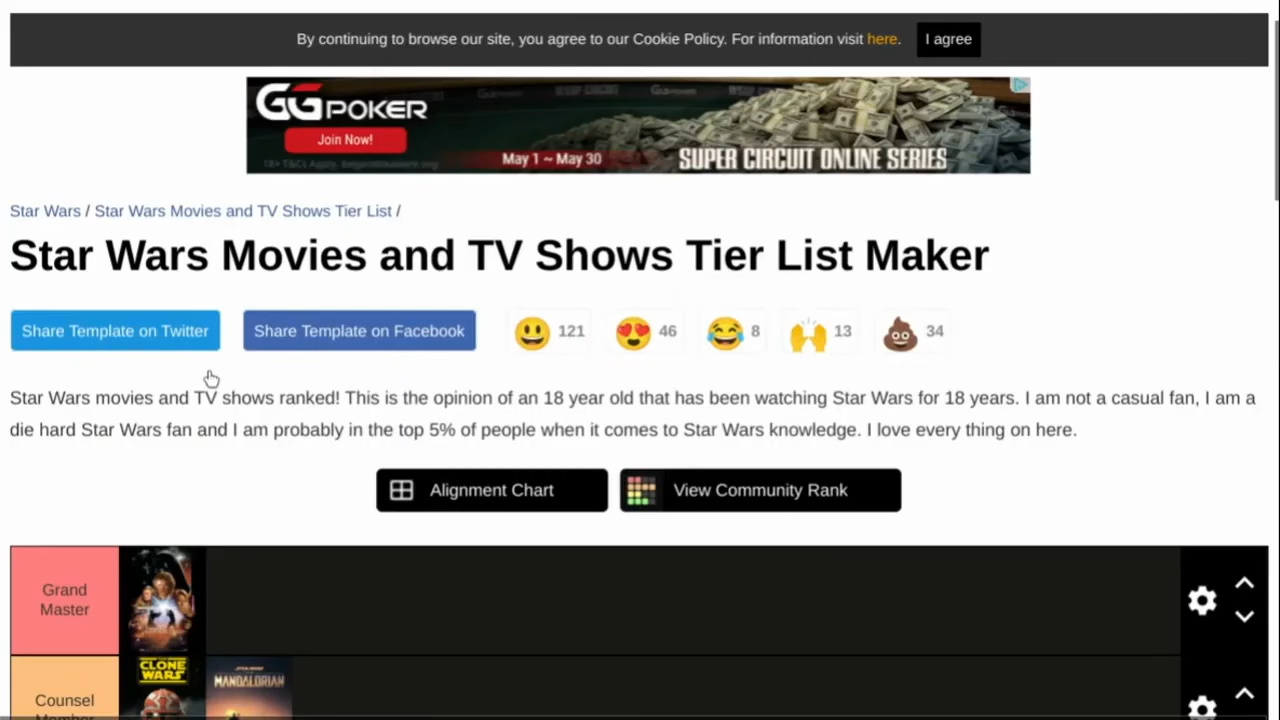 By continuing to browse our site, you agree to our Cookie Policy. For information visit here.
I agree
GGPOKER
Join Now!
May 1 ~ May 30
SUPER CIRCUIT ONLINE SERIES
Star Wars / Star Wars Movies and TV Shows Tier List /
Star Wars Movies and TV Shows Tier List Maker
Share Template on Twitter
Share Template on Facebook
121
46
8
13
34
Star Wars movies and TV shows ranked! This is the opinion of an 18 year old that has been watching Star Wars for 18 years. I am not a casual fan, I am a
die hard Star Wars fan and I am probably in the top 5% of people when it comes to Star Wars knowledge. I love every thing on here.
Alignment Chart
View Community Rank
Grand
Master
CLONE
WARS
MANDALORIAN
Counsel
Member